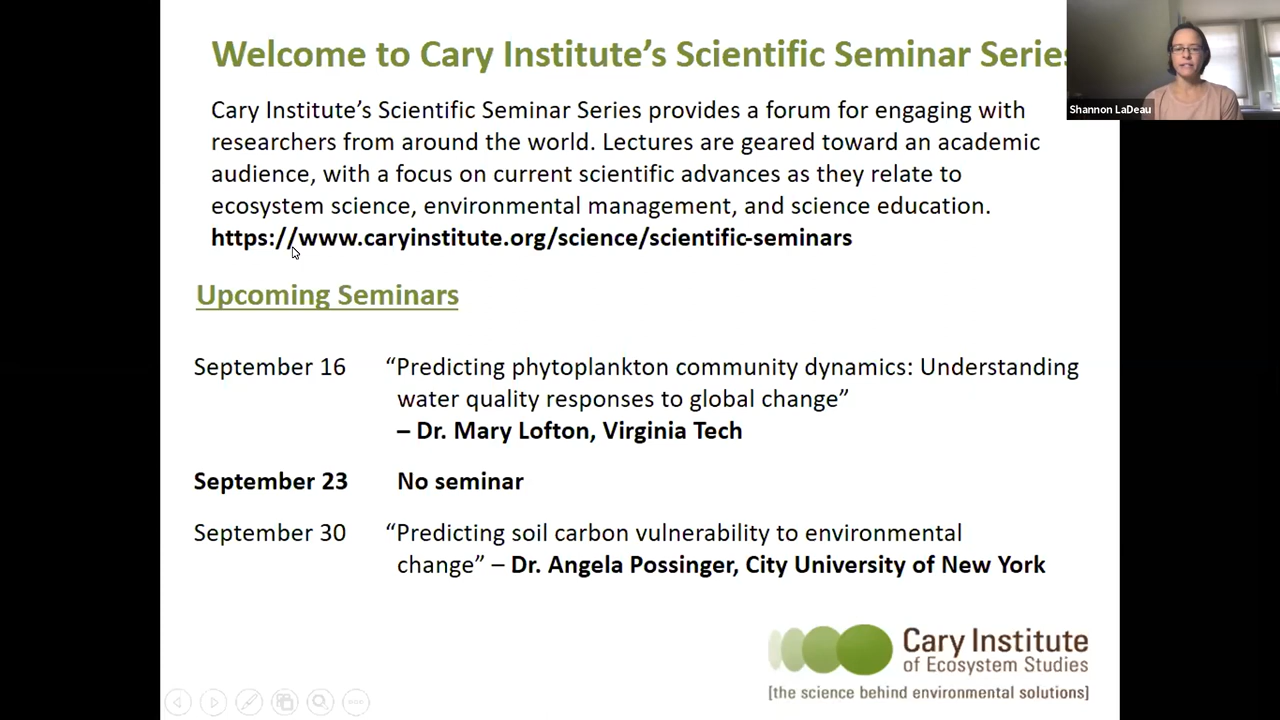 Welcome to Cary Institute’s Scientific Seminar Series
Shannon LaDeau
Cary Institute’s Scientific Seminar Series provides a forum for engaging with
researchers from around the world. Lectures are geared toward an academic
audience, with a focus on current scientific advances as they relate to
ecosystem science, environmental management, and science education.
https://www.caryinstitute.org/science/scientific-seminars
Upcoming Seminars
September 16 “Predicting phytoplankton community dynamics: Understanding
water quality responses to global change”
– Dr. Mary Lofton, Virginia Tech
September 23 No seminar
September 30 “Predicting soil carbon vulnerability to environmental
change” – Dr. Angela Possinger, City University of New York
Cary Institute
of Ecosystem Studies
[the science behind environmental solutions]